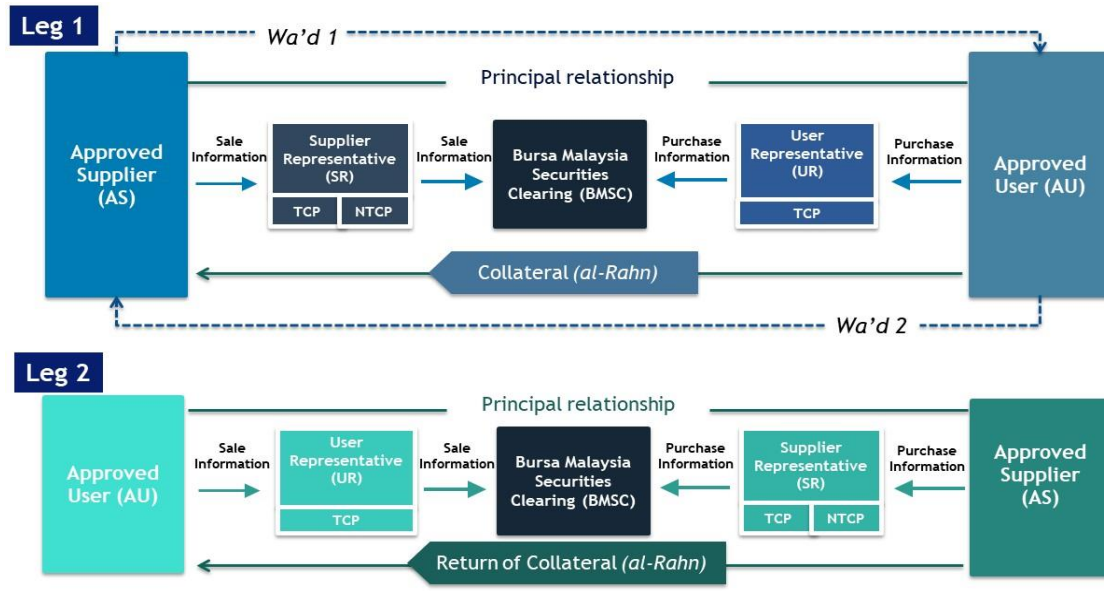 Leg 1
Wa'd 1
Principal relationship
Approved
Supplier
(AS)
Sale
Information
Supplier
Representative
(SR)
TCP
NTCP
Sale
Information
Bursa Malaysia
Securities
Clearing (BMSC)
Purchase
Information
User
Representative
(UR)
TCP
Purchase
Information
Approved
User (AU)
Collateral (al-Rahn)
Wa'd 2
Leg 2
Principal relationship
Approved
User (AU)
Sale
Information
User
Representative
(UR)
TCP
Sale
Information
Bursa Malaysia
Securities
Clearing (BMSC)
Purchase
Information
Supplier
Representative
(SR)
TCP
NTCP
Purchase
Information
Approved
Supplier
(AS)
Return of Collateral (al-Rahn)